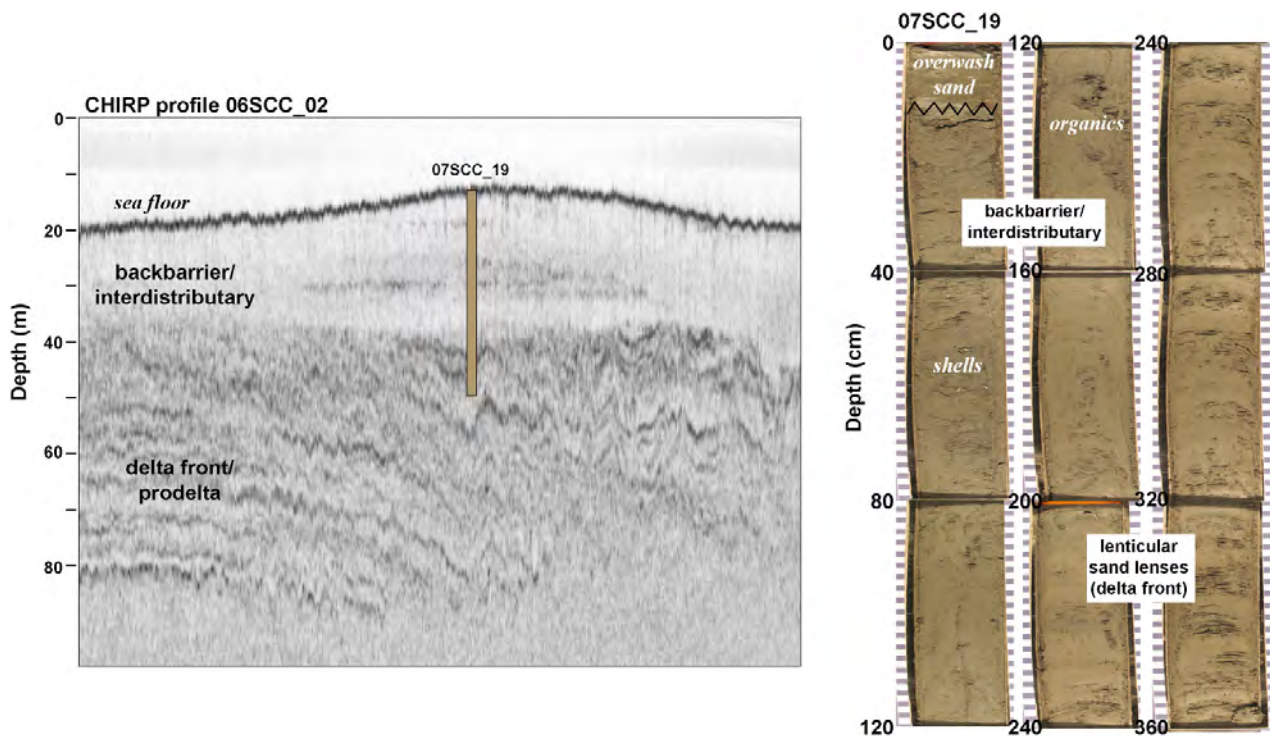 CHIRP profile 06SCC_02
0
20
40
60
80
Depth (m)
07SCC_19
sea floor
backbarrier/
interdistributary
delta front/
prodelta
07SCC_19
0
40
80
120
Depth (cm)
120
160
200
240
240
280
320
360
overwash
sand
organics
backbarrier/
interdistributary
shells
lenticular
sand lenses
(delta front)